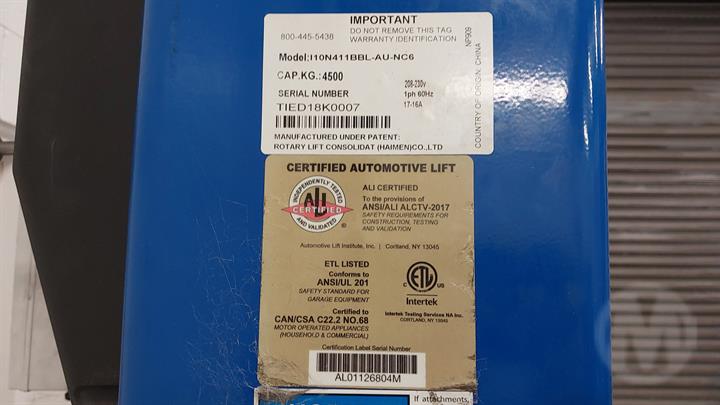 IMPORTANT
800-445-5438
DO NOT REMOVE THIS TAG
WARRANTY IDENTIFICATION
NP909
Model:I10N411BBL-AU-NC6
CAP.KG.:4500
208-230v
SERIAL NUMBER
1ph 60Hz
TIED18K0007
17-16A
COUNTRY OF ORIGIN: CHINA
MANUFACTURED UNDER PATENT:
ROTARY LIFT CONSOLIDAT (HAIMEN)CO.,LTD
CERTIFIED AUTOMOTIVE LIFT
INDEPENDENTLY TESTED
ALI
CERTIFIED
AND VALIDATED
®
ALI CERTIFIED
To the provisions of
ANSI/ALI ALCTV-2017
SAFETY REQUIREMENTS FOR
CONSTRUCTION, TESTING
AND VALIDATION
Automotive Lift Institute, Inc. | Cortland, NY 13045
ETL LISTED
Conforms to
ANSI/UL 201
SAFETY STANDARD FOR
GARAGE EQUIPMENT
C ETL US
Intertek
Certified to
CAN/CSA C22.2 NO.68
MOTOR OPERATED APPLIANCES
(HOUSEHOLD & COMMERCIAL)
Intertek Testing Services NA Inc.
CORTLAND, NY 13045
Certification Label Serial Number
AL01126804M
If attachments,